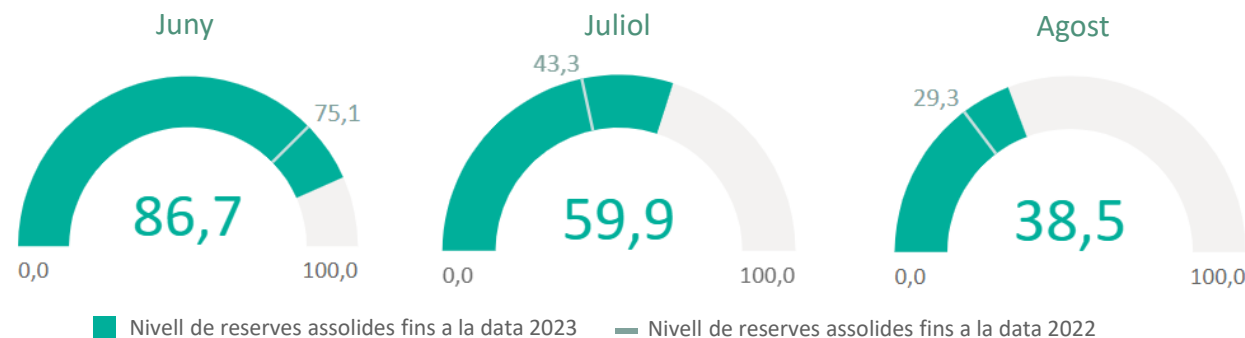 Juny
75,1
86,7
0,0
100,0
Juliol
43,3
59,9
0,0
100,0
Agost
29,3
38,5
0,0
100,0
Nivell de reserves assolides fins a la data 2023
Nivell de reserves assolides fins a la data 2022